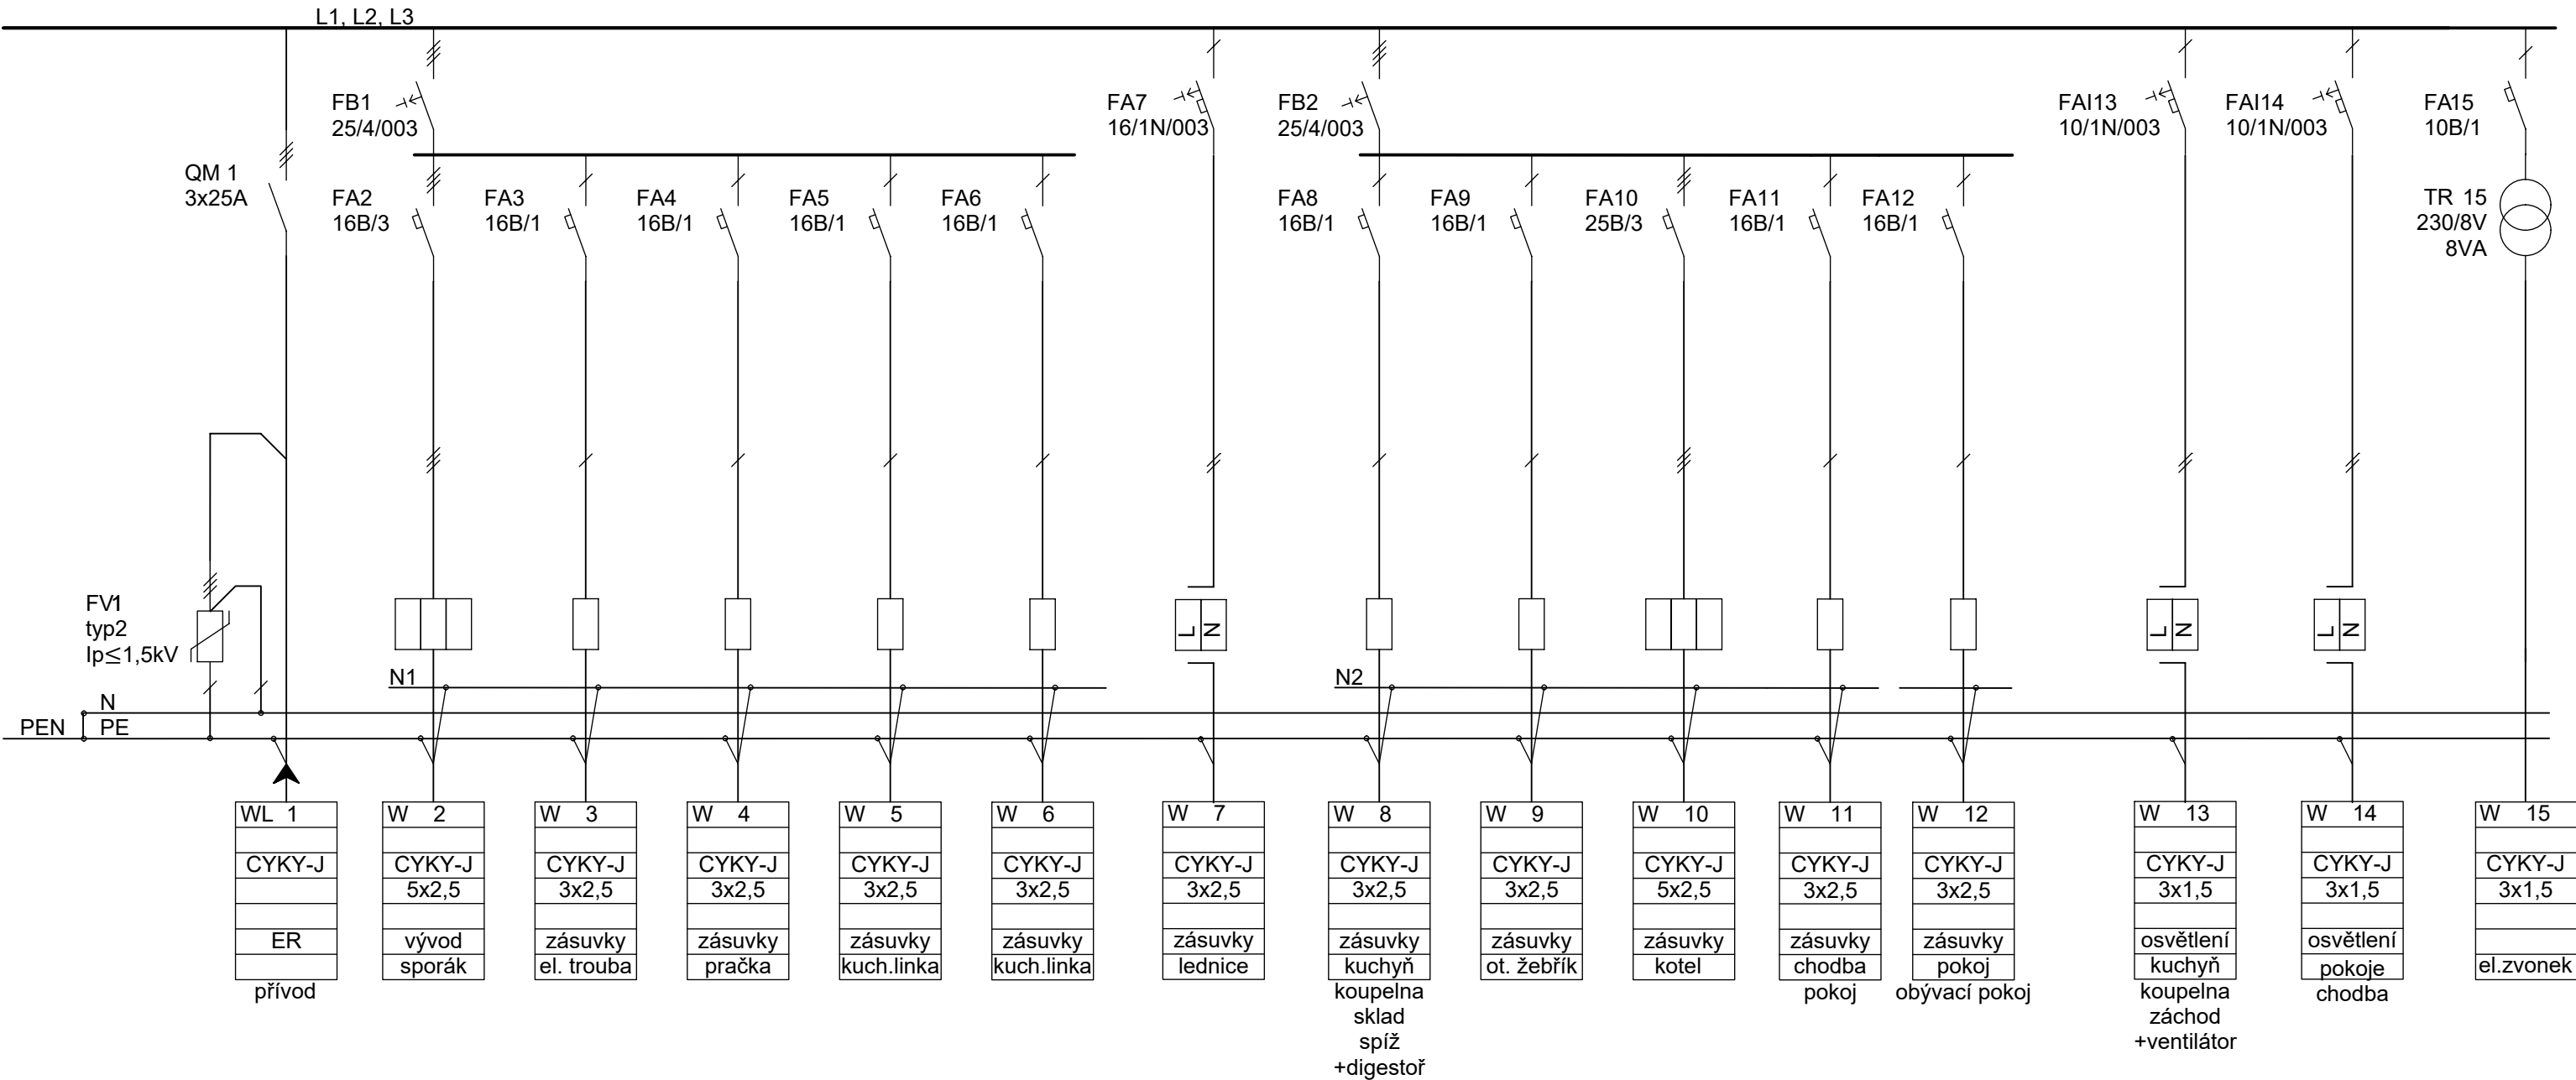 L1, L2, L3
QM 1
3x25A
FB1
25/4/003
FA7
16/1N/003
FB2
25/4/003
FAI13
10/1N/003
FAI14
10/1N/003
FA15
10B/1
FA2
16B/3
FA3
16B/1
FA4
16B/1
FA5
16B/1
FA6
16B/1
FA8
16B/1
FA9
16B/1
FA10
25B/3
FA11
16B/1
FA12
16B/1
TR 15
230/8V
8VA
FV1
typ2
Ip≤1,5kV
L
N
L
N
L
N
N1
N2
N
PEN
PE
WL 1
CYKY-J
ER
přívod
W 2
CYKY-J
5x2,5
vývod
sporák
W 3
CYKY-J
3x2,5
zásuvky
el. trouba
W 4
CYKY-J
3x2,5
zásuvky
pračka
W 5
CYKY-J
3x2,5
zásuvky
kuch.linka
W 6
CYKY-J
3x2,5
zásuvky
kuch.linka
W 7
CYKY-J
3x2,5
zásuvky
lednice
W 8
CYKY-J
3x2,5
zásuvky
kuchyň
koupelna
sklad
spíž
+digestoř
W 9
CYKY-J
3x2,5
zásuvky
ot. žebřík
W 10
CYKY-J
5x2,5
zásuvky
kotel
W 11
CYKY-J
3x2,5
zásuvky
chodba
pokoj
W 12
CYKY-J
3x2,5
zásuvky
pokoj
obývací pokoj
W 13
CYKY-J
3x1,5
osvětlení
kuchyň
koupelna
záchod
+ventilátor
W 14
CYKY-J
3x1,5
osvětlení
pokoje
chodba
W 15
CYKY-J
3x1,5
el.zvonek